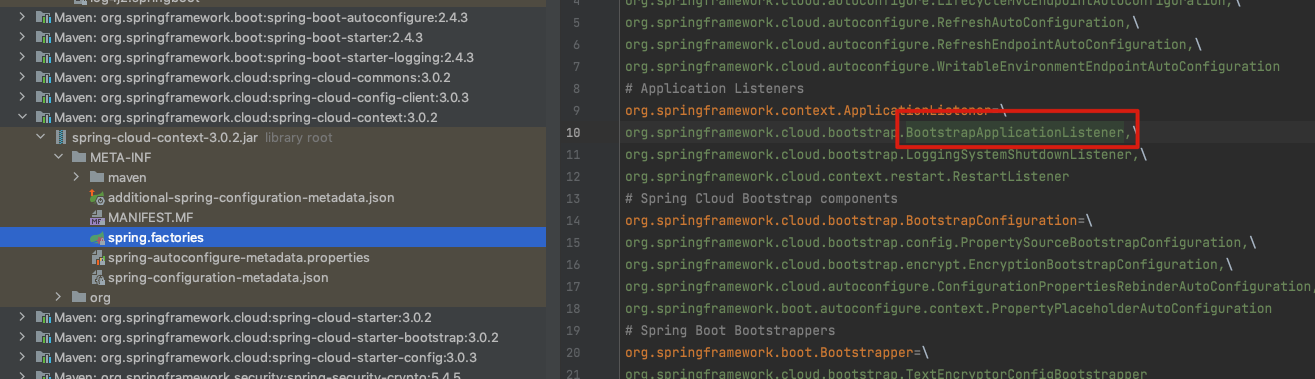 log4j2.springboot
Maven: org.springframework.boot:spring-boot-autoconfigure:2.4.3
Maven: org.springframework.boot:spring-boot-starter:2.4.3
Maven: org.springframework.boot:spring-boot-starter-logging:2.4.3
Maven: org.springframework.cloud:spring-cloud-commons:3.0.2
Maven: org.springframework.cloud:spring-cloud-config-client:3.0.3
Maven: org.springframework.cloud:spring-cloud-context:3.0.2
spring-cloud-context-3.0.2.jar library root
META-INF
maven
additional-spring-configuration-metadata.json
MANIFEST.MF
spring.factories
spring-autoconfigure-metadata.properties
spring-configuration-metadata.json
org
Maven: org.springframework.cloud:spring-cloud-starter:3.0.2
Maven: org.springframework.cloud:spring-cloud-starter-bootstrap:3.0.2
Maven: org.springframework.cloud:spring-cloud-starter-config:3.0.3
Maven: org.springframework.security:spring-security-crypto:5.4.5
4 org.springframework.cloud.autoconfigure.LifecycleMvcEndpointAutoConfiguration,\
5 org.springframework.cloud.autoconfigure.RefreshAutoConfiguration,\
6 org.springframework.cloud.autoconfigure.RefreshEndpointAutoConfiguration,\
7 org.springframework.cloud.autoconfigure.WritableEnvironmentEndpointAutoConfiguration
8 # Application Listeners
9 org.springframework.context.ApplicationListener=\
10 org.springframework.cloud.bootstrap.BootstrapApplicationListener,\
11 org.springframework.cloud.bootstrap.LoggingSystemShutdownListener,\
12 org.springframework.cloud.context.restart.RestartListener
13 # Spring Cloud Bootstrap components
14 org.springframework.cloud.bootstrap.BootstrapConfiguration=\
15 org.springframework.cloud.bootstrap.config.PropertySourceBootstrapConfiguration,\
16 org.springframework.cloud.bootstrap.encrypt.EncryptionBootstrapConfiguration,\
17 org.springframework.cloud.autoconfigure.ConfigurationPropertiesRebinderAutoConfiguration,
18 org.springframework.boot.autoconfigure.context.PropertyPlaceholderAutoConfiguration
19 # Spring Boot Bootstrappers
20 org.springframework.boot.Bootstrapper=\
21 org.springframework.cloud.bootstrap.TextEncryptorConfigBootstrapper